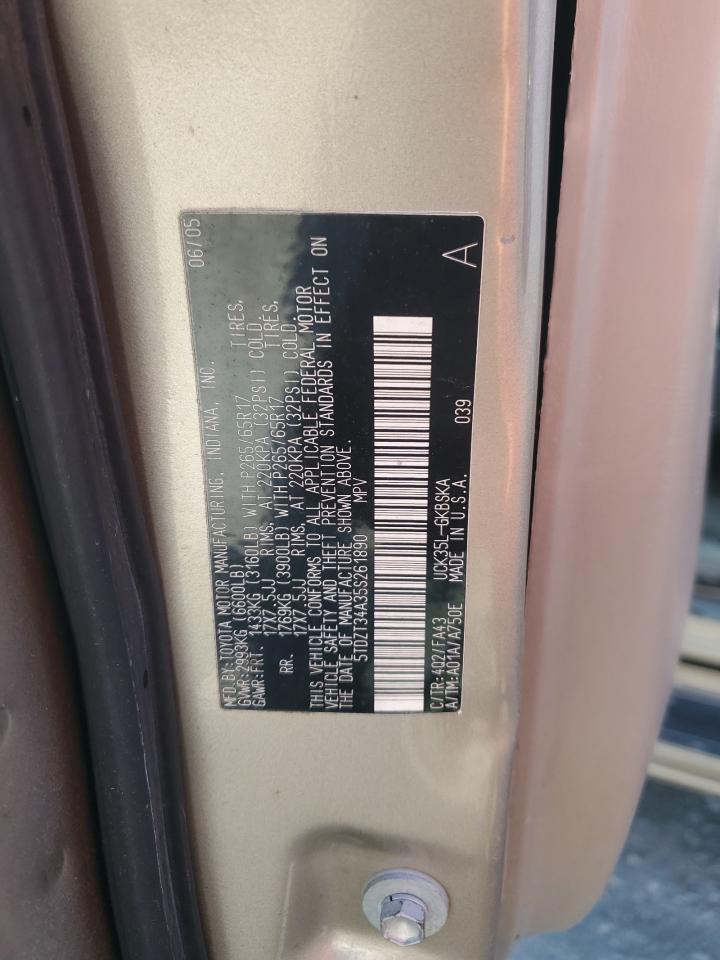 MFD.BY:TOYOTA MOTOR MANUFACTURING, INDIANA, INC. 06/05
GVWR:2993KG(6600LB)
GAWR:FRT. 1433KG (3160LB) WITH P265/65R17 TIRES,
17X7.5JJ RIMS, AT 220KPA (32PSI) COLD.
RR. 1769KG (3900LB) WITH P265/65R17 TIRES,
17X7.5JJ RIMS, AT 220KPA (32PSI) COLD.
THIS VEHICLE CONFORMS TO ALL APPLICABLE FEDERAL MOTOR
VEHICLE SAFETY AND THEFT PREVENTION STANDARDS IN EFFECT ON
THE DATE OF MANUFACTURE SHOWN ABOVE.
5TDZT34A35S261890 MPV
C/TR:4Q2/FA43 UCK35L-GKBSKA
A/TM:A01A/A750E MADE IN U.S.A. 039 A